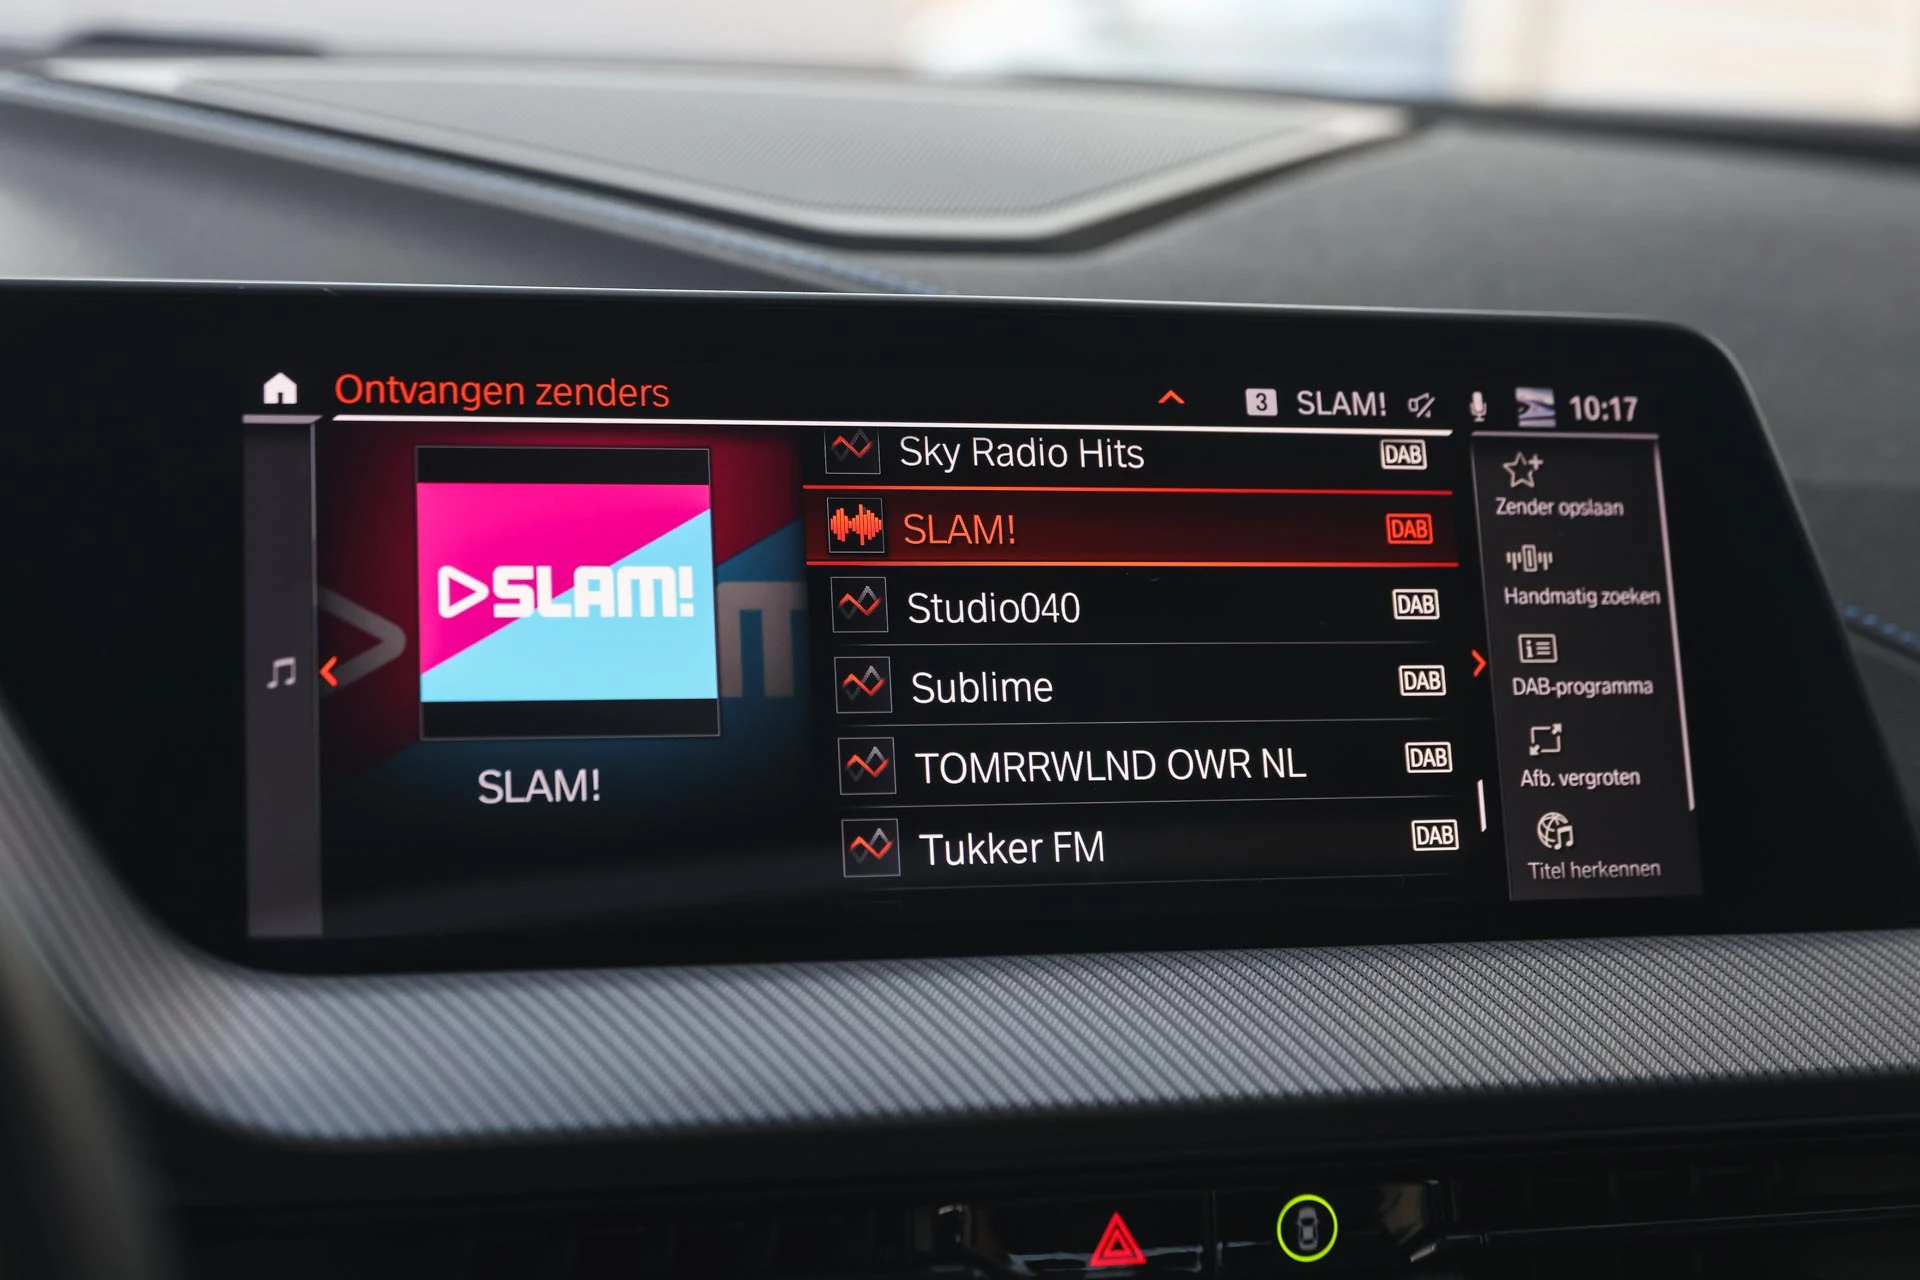 Ontvangen zenders
3 SLAM! 10:17
SLAM!
SLAM!
Sky Radio Hits DAB
SLAM! DAB
Studio040 DAB
Sublime DAB
TOMRRWLND OWR NL DAB
Tukker FM DAB
Zender opslaan
Handmatig zoeken
DAB-programma
Afb. vergroten
Titel herkennen